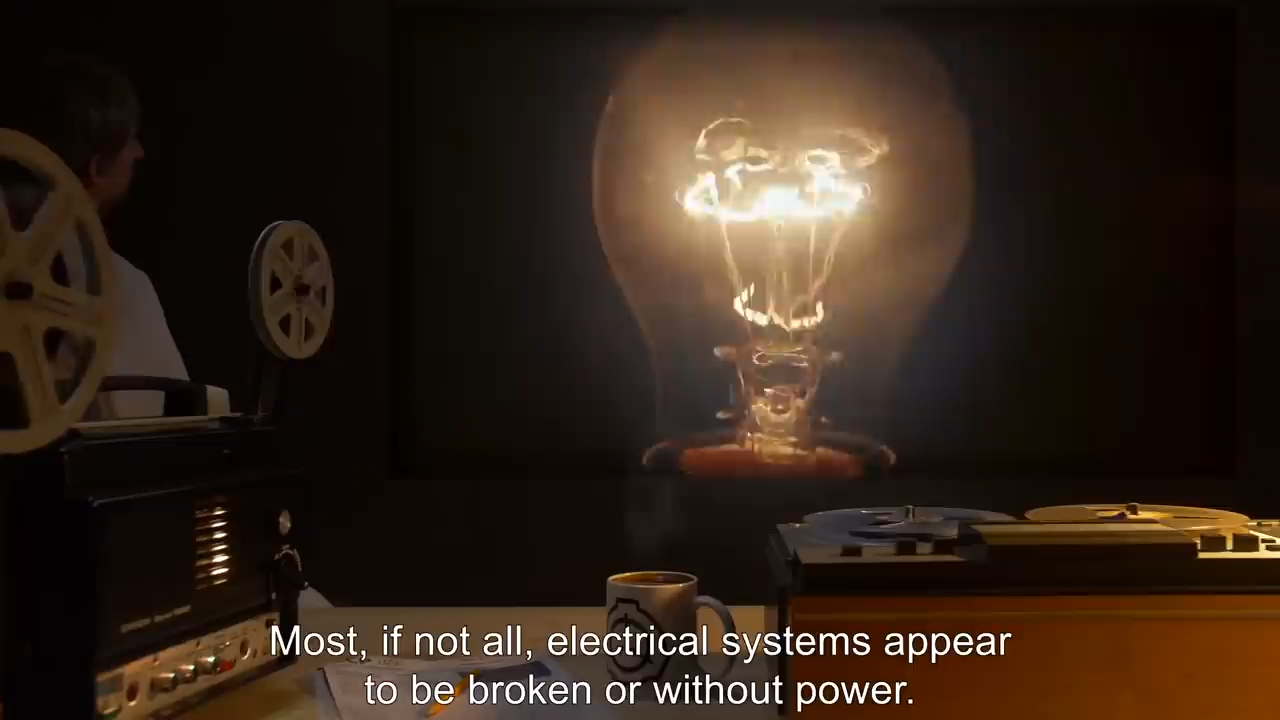 Most, if not all, electrical systems appear
to be broken or without power.